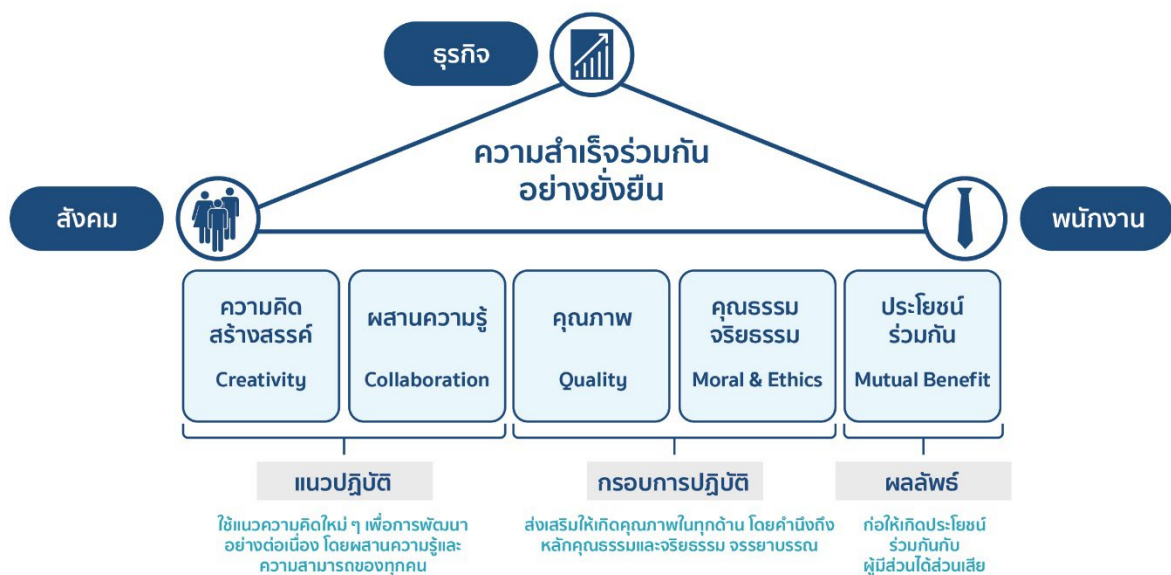 ธุรกิจ
ความสำเร็จร่วมกัน
อย่างยั่งยืน
สังคม
พนักงาน
ความคิด
สร้างสรรค์
Creativity
ผสานความรู้
Collaboration
คุณภาพ
Quality
คุณธรรม
จริยธรรม
Moral & Ethics
ประโยชน์
ร่วมกัน
Mutual Benefit
แนวปฏิบัติ
ใช้แนวความคิดใหม่ ๆ เพื่อการพัฒนา
อย่างต่อเนื่อง โดยผสานความรู้และ
ความสามารถของทุกคน
กรอบการปฏิบัติ
ส่งเสริมให้เกิดคุณภาพในทุกด้าน โดยคำนึงถึง
หลักคุณธรรมและจริยธรรม จรรยาบรรณ
ผลลัพธ์
ก่อให้เกิดประโยชน์
ร่วมกันกับ
ผู้มีส่วนได้ส่วนเสีย